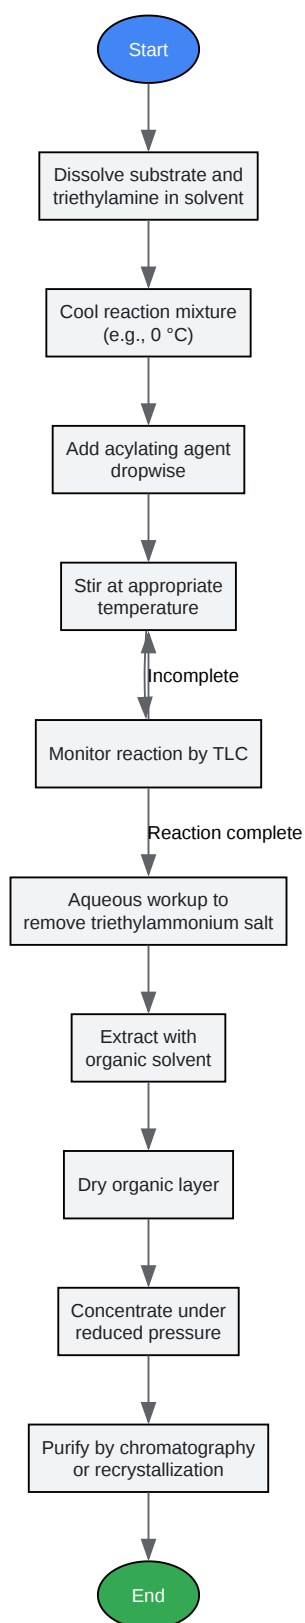 Start
Dissolve substrate and
triethylamine in solvent
Cool reaction mixture
(e.g., 0 °C)
Add acylating agent
dropwise
Stir at appropriate
temperature
Incomplete
Monitor reaction by TLC
Reaction complete
Aqueous workup to
remove triethylammonium salt
Extract with
organic solvent
Dry organic layer
Concentrate under
reduced pressure
Purify by chromatography
or recrystallization
End